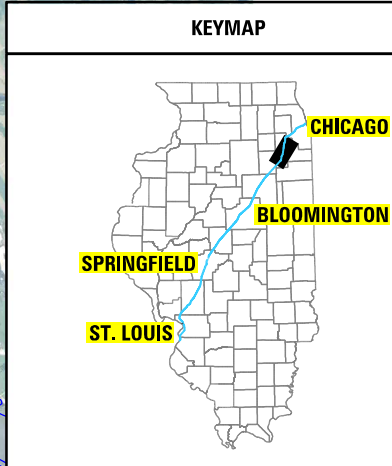 KEYMAP
CHICAGO
BLOOMINGTON
SPRINGFIELD
ST. LOUIS